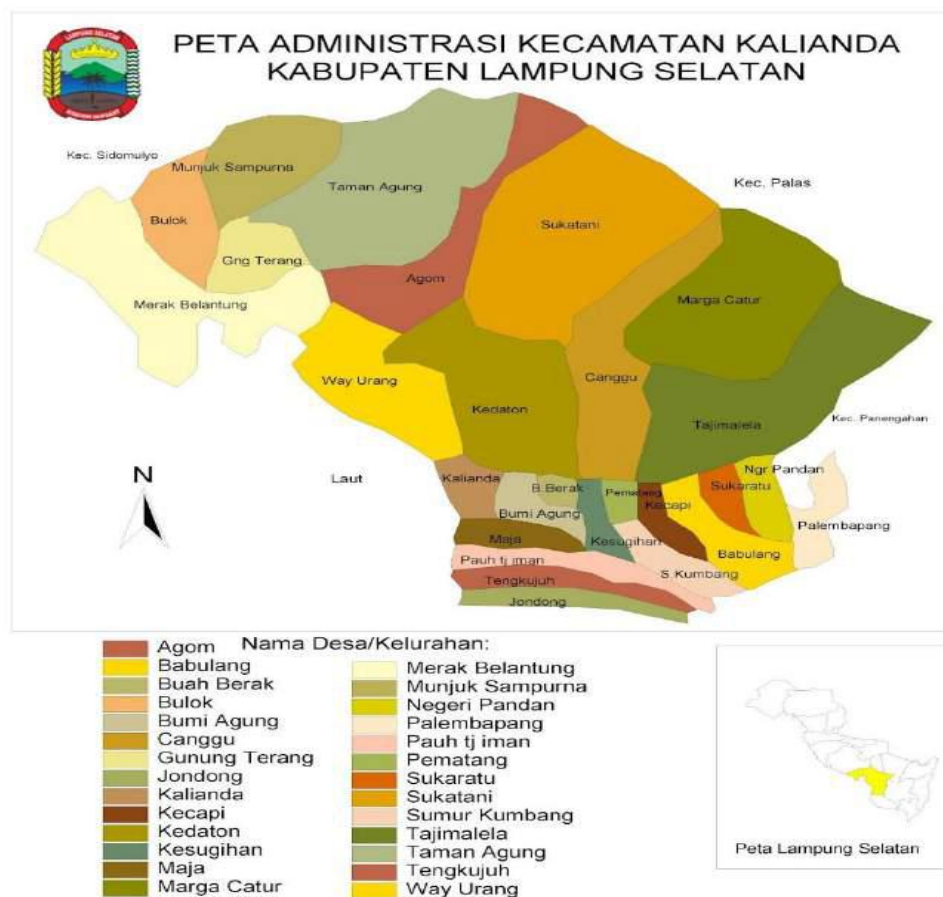 LAMPUNG SELATAN
PETA ADMINISTRASI KECAMATAN KALIANDA
KABUPATEN LAMPUNG SELATAN
Kec. Sidomulyo
Munjuk Sampurna
Taman Agung
Kec. Palas
Bulok
Sukatani
Gng Terang
Agom
Merak Belantung
Marga Catur
Way Urang
Canggu
Kedaton
Kec. Panengahan
Tajimalela
N
Laut
Kalianda
Ngr Pandan
B.Berak
Pematang
Sukaratu
Kecapi
Bumi Agung
Palembapang
Maja
Kesugihan
Babulang
Pauh tj iman
S.Kumbang
Tengkujuh
Jondong
Nama Desa/Kelurahan:
Agom
Babulang
Buah Berak
Bulok
Bumi Agung
Canggu
Gunung Terang
Jondong
Kalianda
Kecapi
Kedaton
Kesugihan
Maja
Marga Catur
Merak Belantung
Munjuk Sampurna
Negeri Pandan
Palembapang
Pauh tj iman
Pematang
Sukaratu
Sukatani
Sumur Kumbang
Tajimalela
Taman Agung
Tengkujuh
Way Urang
Peta Lampung Selatan